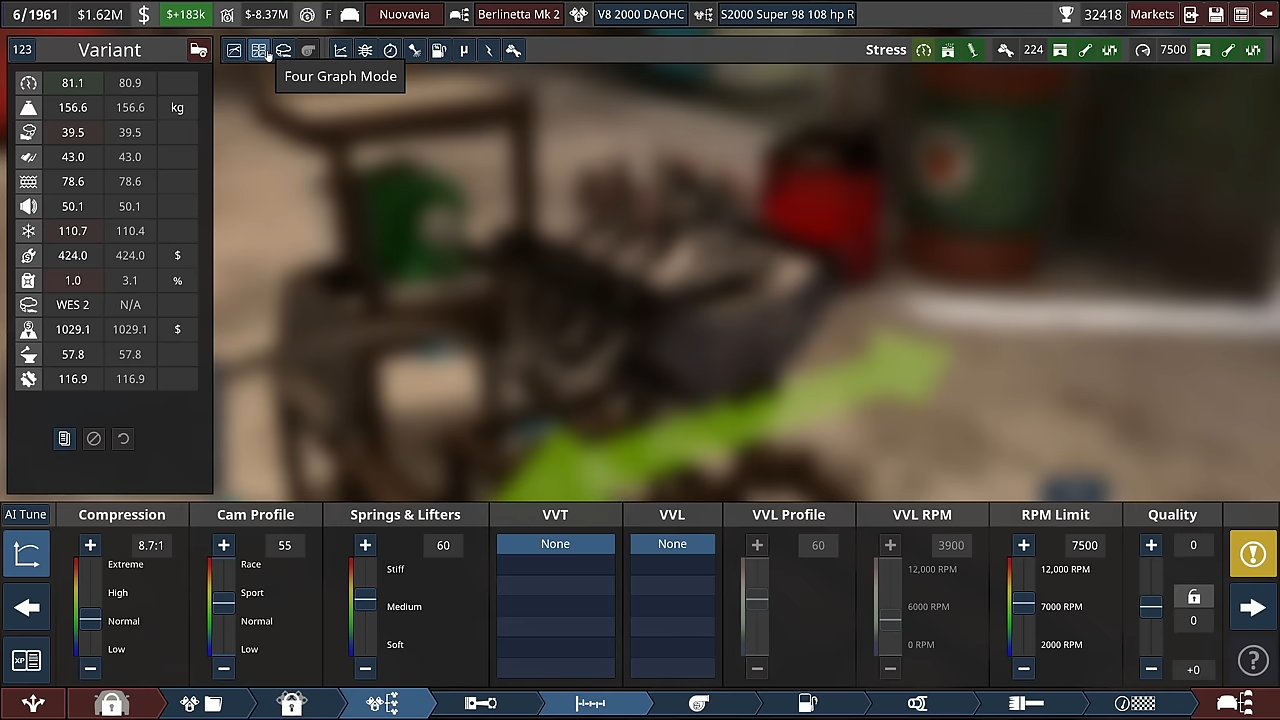 6/1961 $1.62M $ $+183k $-8.37M F Nuovavia Berlinetta Mk 2 V8 2000 DAOHC S2000 Super 98 108 hp R 32418 Markets
123 Variant Stress 224 7500
Four Graph Mode
81.1 80.9
156.6 156.6 kg
39.5 39.5
43.0 43.0
78.6 78.6
50.1 50.1
110.7 110.4
424.0 424.0 $
1.0 3.1 %
WES 2 N/A
1029.1 1029.1 $
57.8 57.8
116.9 116.9
AI Tune Compression Cam Profile Springs & Lifters VVT VVL VVL Profile VVL RPM RPM Limit Quality
+ 8.7:1 + 55 + 60 None None + 60 + 3900 + 7500 + 0
Extreme Race Stiff 12,000 RPM 12,000 RPM
High Sport Medium 6000 RPM 7000 RPM
Normal Normal 0
Low Low Soft 0 RPM 2000 RPM
XP +0